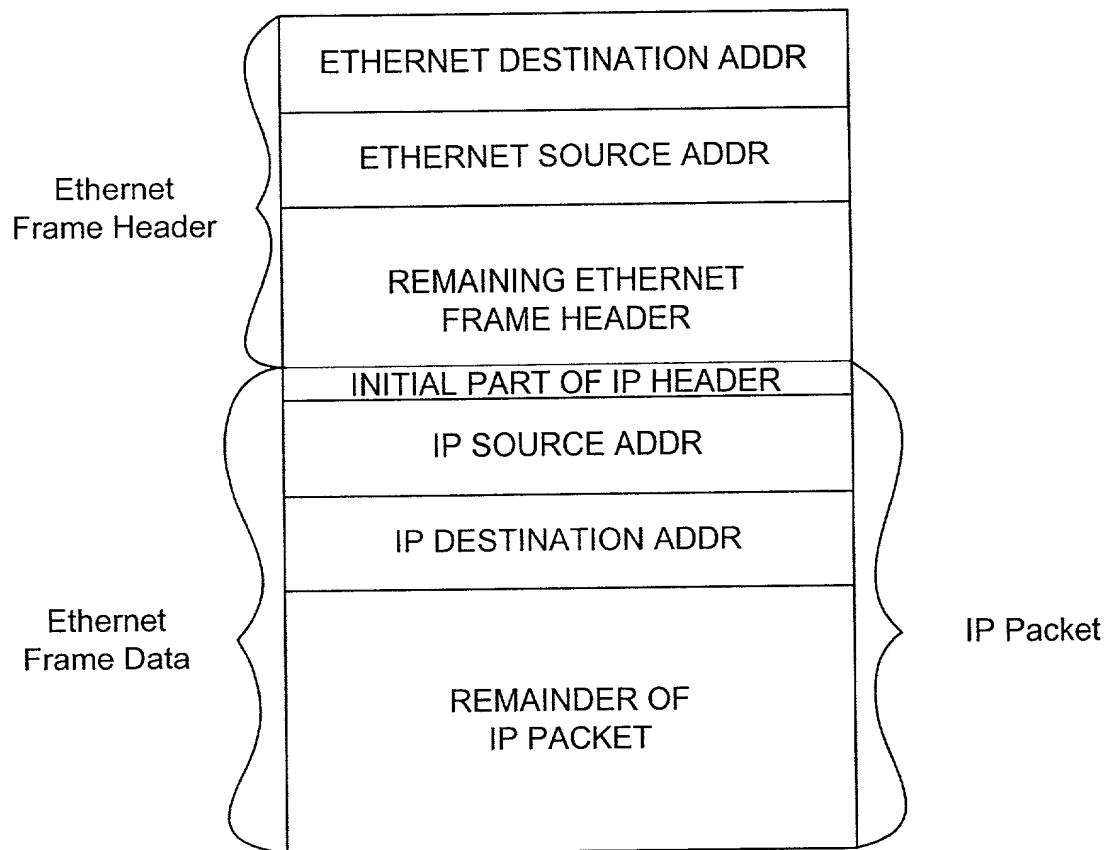 ETHERNET DESTINATION ADDR
ETHERNET SOURCE ADDR
Ethernet
Frame Header
REMAINING ETHERNET
FRAME HEADER
INITIAL PART OF IP HEADER
IP SOURCE ADDR
IP DESTINATION ADDR
Ethernet
Frame Data
IP Packet
REMAINDER OF
IP PACKET